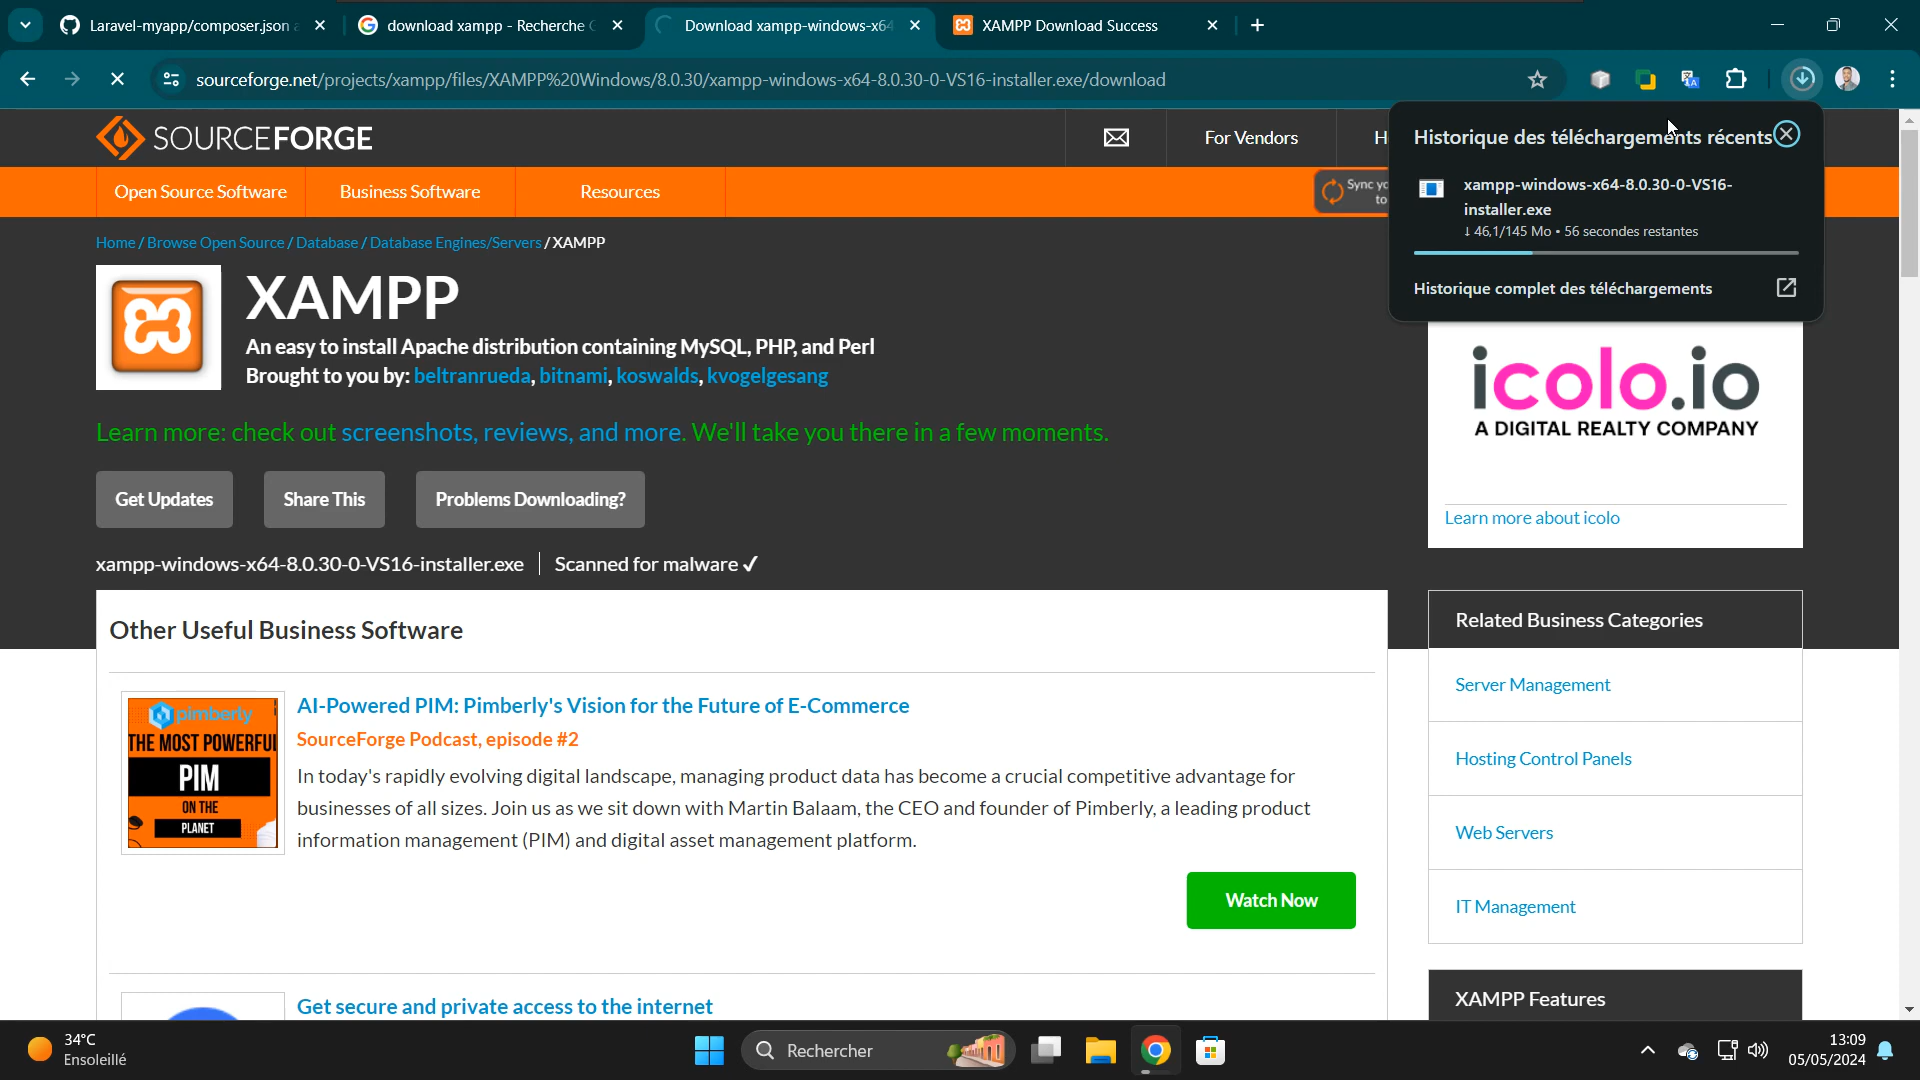 Laravel-myapp/composer.json
download xampp - Recherche
Download xampp-windows-x64
XAMPP Download Success
sourceforge.net/projects/xampp/files/XAMPP%20Windows/8.0.30/xampp-windows-x64-8.0.30-0-VS16-installer.exe/download
SOURCEFORGE
For Vendors
Historique des téléchargements récents
xampp-windows-x64-8.0.30-0-VS16-
installer.exe
↓ 46,1/145 Mo • 56 secondes restantes
Historique complet des téléchargements
Open Source Software
Business Software
Resources
Sync
to
Home / Browse Open Source / Database / Database Engines/Servers / XAMPP
XAMPP
An easy to install Apache distribution containing MySQL, PHP, and Perl
Brought to you by: beltranrueda, bitnami, koswalds, kvogelgesang
Learn more: check out screenshots, reviews, and more. We'll take you there in a few moments.
Get Updates
Share This
Problems Downloading?
xampp-windows-x64-8.0.30-0-VS16-installer.exe
Scanned for malware ✓
icolo.io
A DIGITAL REALTY COMPANY
Learn more about icolo
Other Useful Business Software
pimberly
THE MOST POWERFUL
PIM
ON THE
PLANET
AI-Powered PIM: Pimberly's Vision for the Future of E-Commerce
SourceForge Podcast, episode #2
In today's rapidly evolving digital landscape, managing product data has become a crucial competitive advantage for
businesses of all sizes. Join us as we sit down with Martin Balaam, the CEO and founder of Pimberly, a leading product
information management (PIM) and digital asset management platform.
Watch Now
Get secure and private access to the internet
Related Business Categories
Server Management
Hosting Control Panels
Web Servers
IT Management
XAMPP Features
34°C
Ensoleillé
Rechercher
13:09
05/05/2024